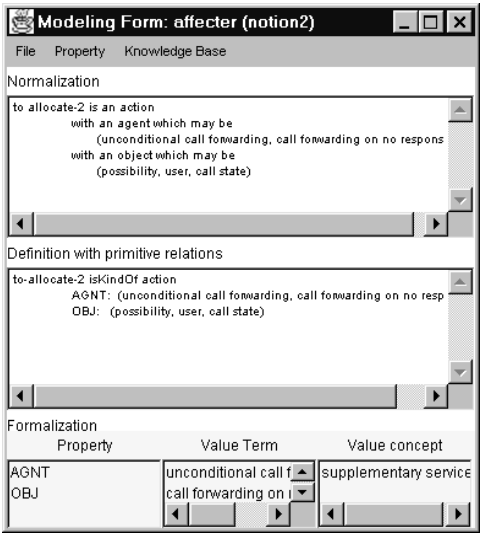 Modeling Form: affecter (notion2)
File Property Knowledge Base
Normalization
to allocate-2 is an action
with an agent which may be
(unconditional call forwarding, call forwarding on no respons
with an object which may be
(possibility, user, call state)
Definition with primitive relations
to-allocate-2 isKindOf action
AGNT: (unconditional call forwarding, call forwarding on no resp
OBJ: (possibility, user, call state)
Formalization
Property Value Term Value concept
AGNT unconditional call f supplementary service
OBJ call forwarding on